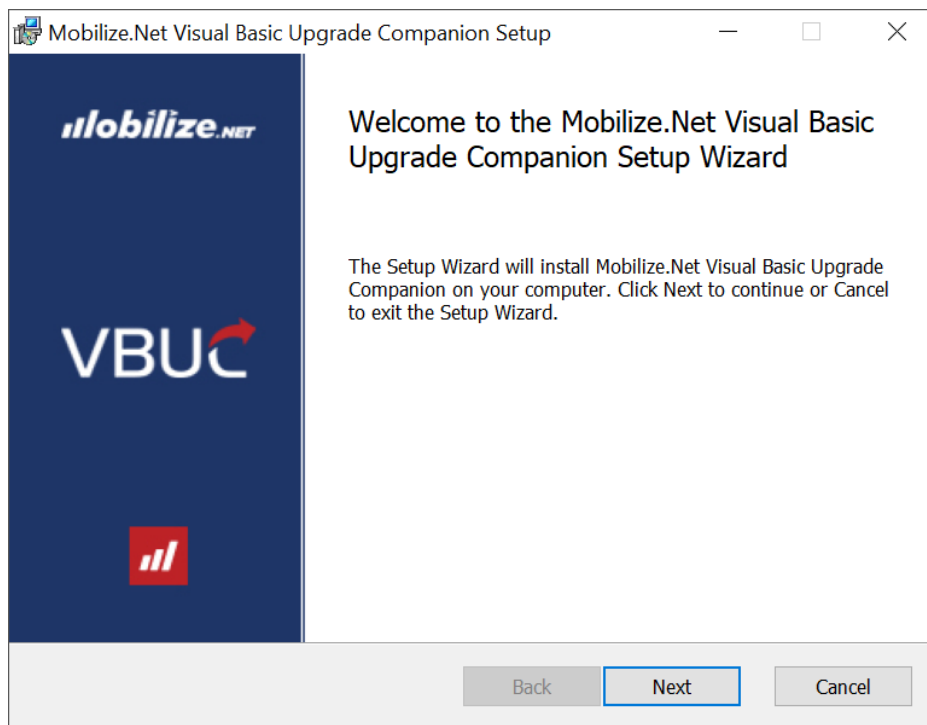 Mobilize.Net Visual Basic Upgrade Companion Setup
Mobilize.NET
Welcome to the Mobilize.Net Visual Basic
Upgrade Companion Setup Wizard
The Setup Wizard will install Mobilize.Net Visual Basic Upgrade
Companion on your computer. Click Next to continue or Cancel
to exit the Setup Wizard.
VBUC
Back Next Cancel